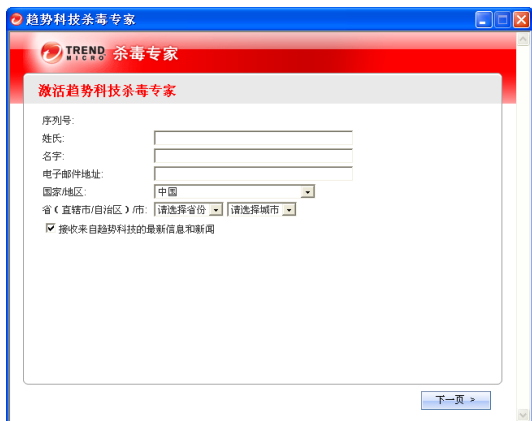 趋势科技杀毒专家
TREND MICRO 杀毒专家
激活趋势科技杀毒专家
序列号:
姓氏:
名字:
电子邮件地址:
国家/地区: 中国
省(直辖市/自治区)/市: 请选择省份 请选择城市
接收来自趋势科技的最新信息和新闻
下一页 >